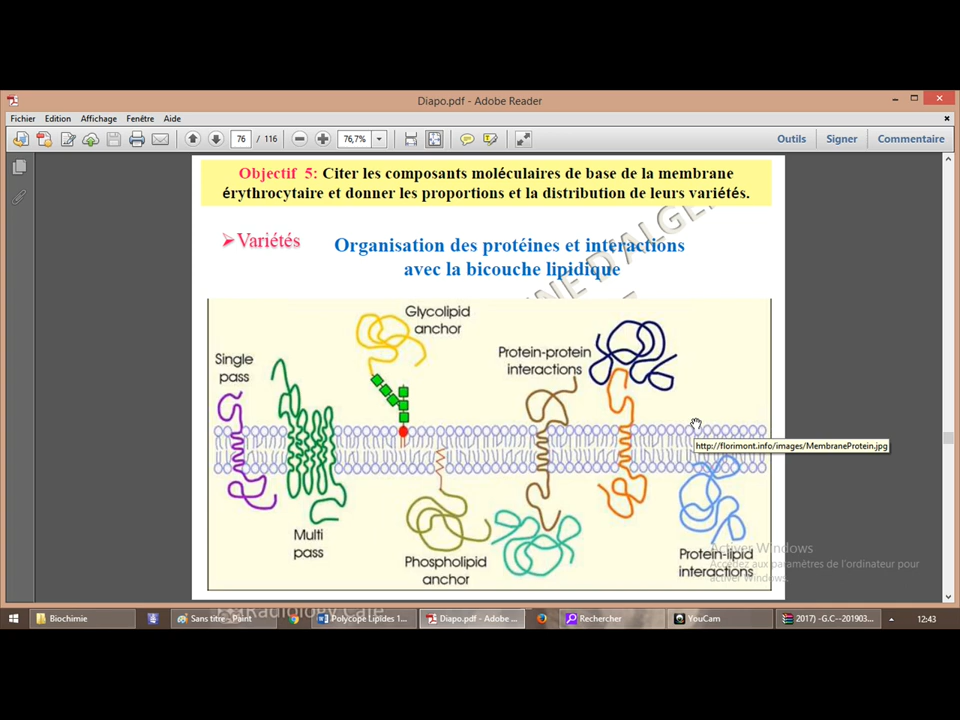 Diapo.pdf - Adobe Reader
Fichier Edition Affichage Fenêtre Aide
76 / 116 76,7% Outils Signer Commentaire
Objectif 5: Citer les composants moléculaires de base de la membrane
érythrocytaire et donner les proportions et la distribution de leurs variétés.
Variétés
Organisation des protéines et interactions
avec la bicouche lipidique
Glycolipid
anchor
Single
pass
Protein-protein
interactions
http://florimont.info/images/MembraneProtein.jpg
Multi
pass
Phospholipid
anchor
Protein-lipid
interactions
Activer Windows
Accédez aux paramètres de l'ordinateur pour
activer Windows.
Radiology Cafe
Biochimie Sans titre - Paint Polycope Lipides 1... Diapo.pdf - Adobe ... Rechercher YouCam 2017) -G.C--201903... 12:43